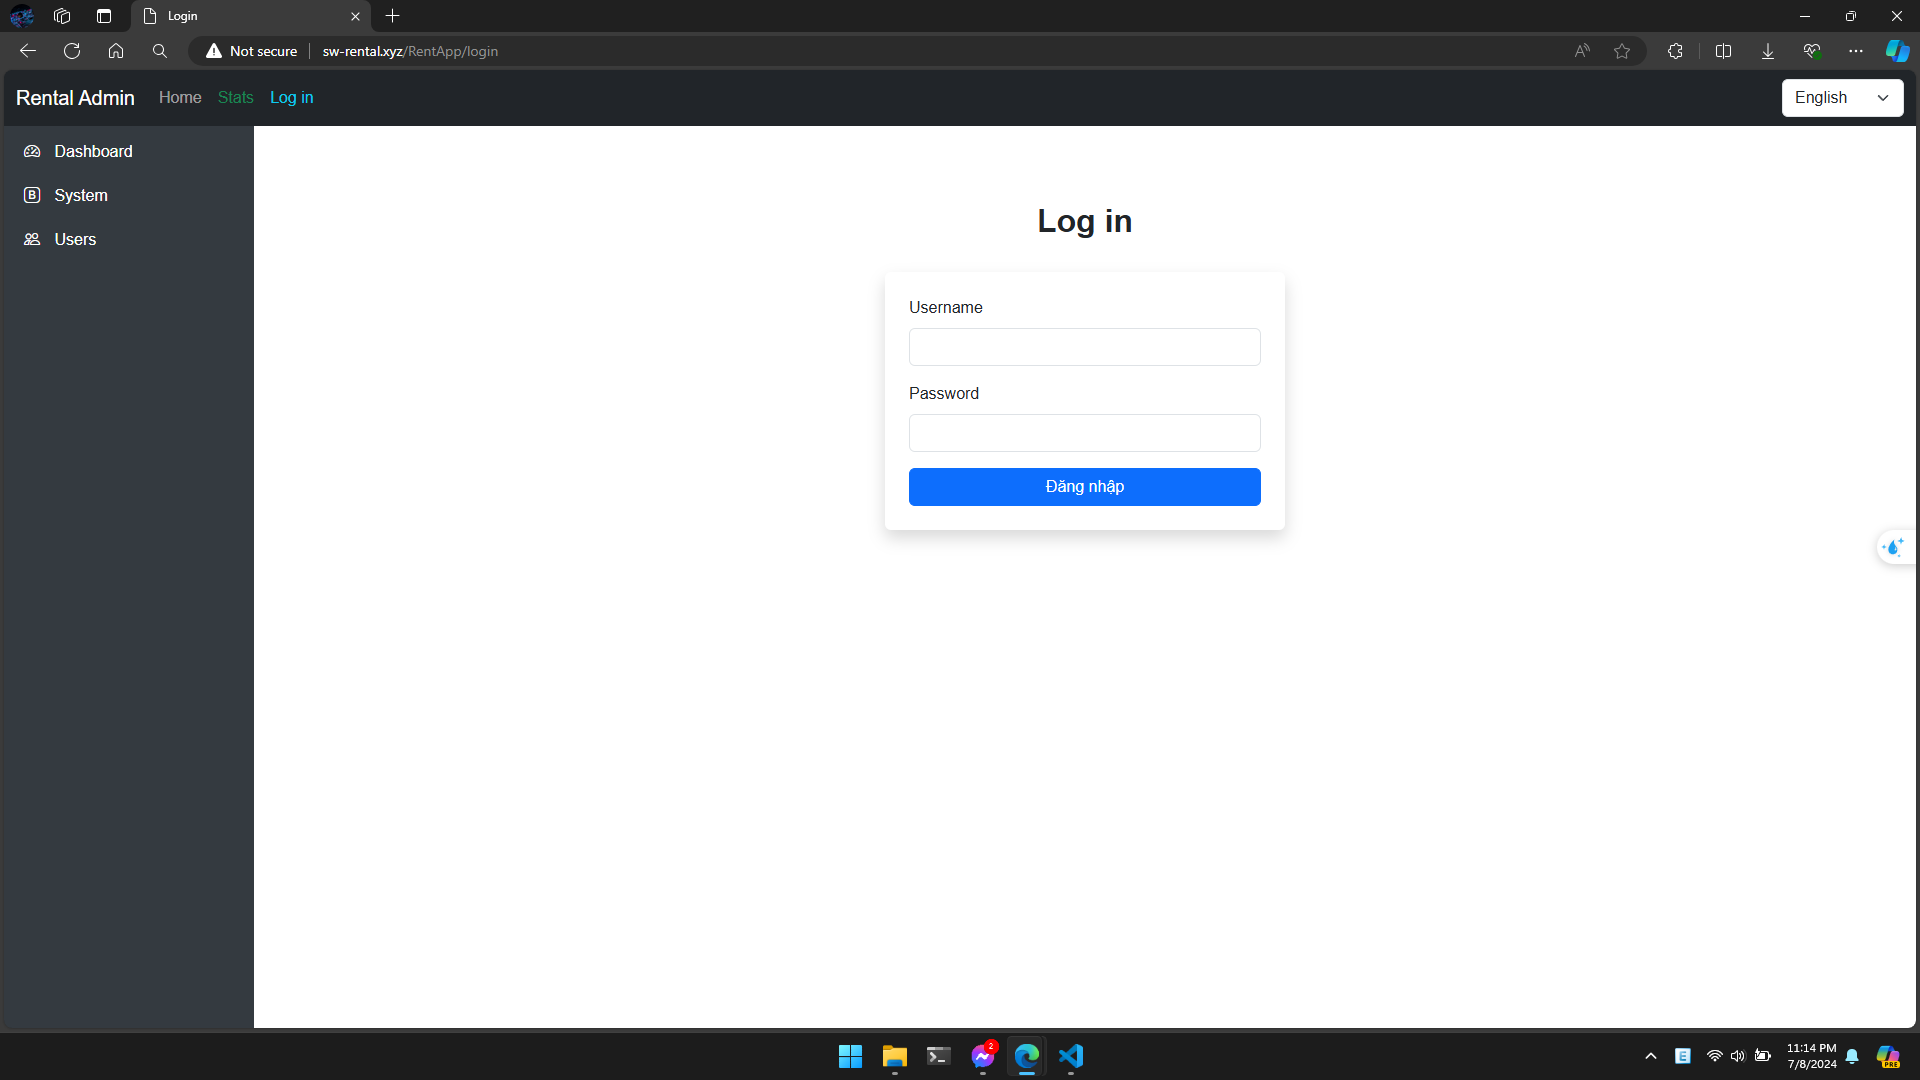 Login
Not secure
sw-rental.xyz/RentApp/login
Rental Admin
Home
Stats
Log in
English
Dashboard
B
System
Users
Log in
Username
Password
Đăng nhập
2
E
11:14 PM
7/8/2024
PRE